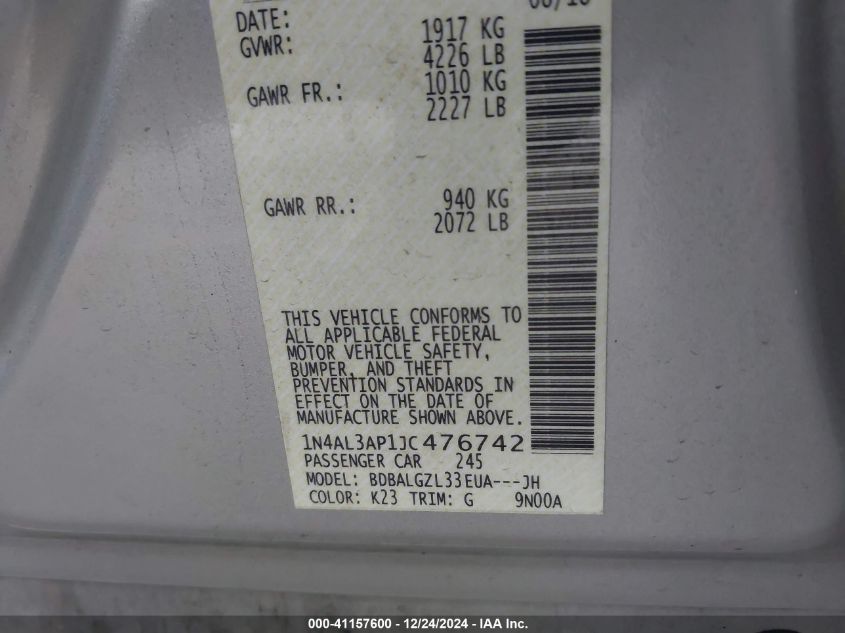 DATE:
GVWR: 1917 KG
4226 LB
GAWR FR.: 1010 KG
2227 LB
GAWR RR.: 940 KG
2072 LB
THIS VEHICLE CONFORMS TO
ALL APPLICABLE FEDERAL
MOTOR VEHICLE SAFETY,
BUMPER, AND THEFT
PREVENTION STANDARDS IN
EFFECT ON THE DATE OF
MANUFACTURE SHOWN ABOVE.
1N4AL3AP1JC476742
PASSENGER CAR 245
MODEL: BDBALGZL33EUA---JH
COLOR: K23 TRIM: G 9N00A
000-41157600 - 12/24/2024 - IAA Inc.